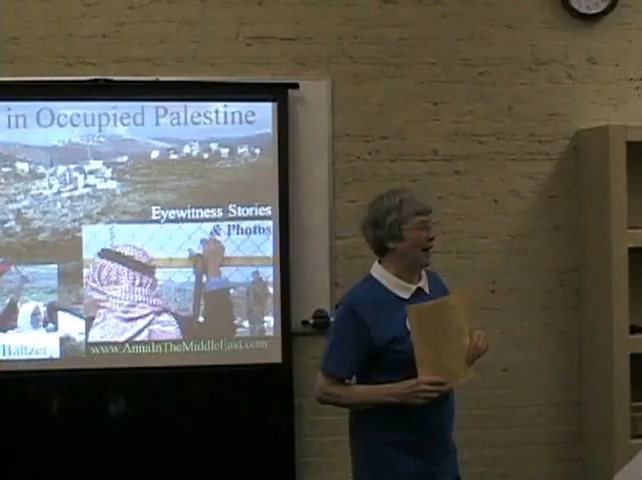 in Occupied Palestine
Eyewitness Stories
& Photos
Baltzer
www.AnnaInTheMiddleEast.com